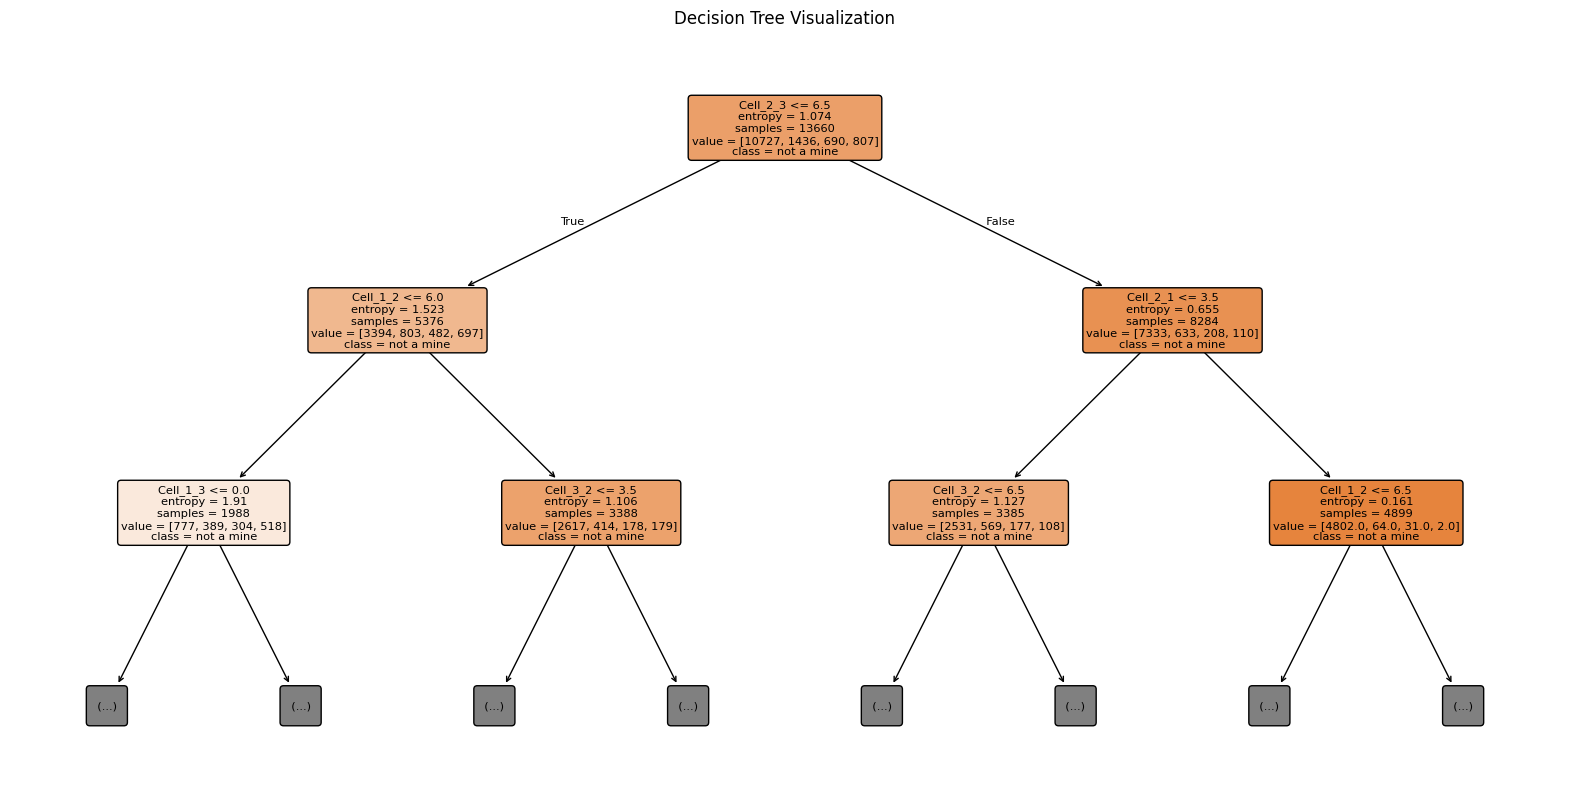 Decision Tree Visualization
Cell_2_3 <= 6.5
entropy = 1.074
samples = 13660
value = [10727, 1436, 690, 807]
class = not a mine
True
False
Cell_1_2 <= 6.0
entropy = 1.523
samples = 5376
value = [3394, 803, 482, 697]
class = not a mine
Cell_2_1 <= 3.5
entropy = 0.655
samples = 8284
value = [7333, 633, 208, 110]
class = not a mine
Cell_1_3 <= 0.0
entropy = 1.91
samples = 1988
value = [777, 389, 304, 518]
class = not a mine
Cell_3_2 <= 3.5
entropy = 1.106
samples = 3388
value = [2617, 414, 178, 179]
class = not a mine
Cell_3_2 <= 6.5
entropy = 1.127
samples = 3385
value = [2531, 569, 177, 108]
class = not a mine
Cell_1_2 <= 6.5
entropy = 0.161
samples = 4899
value = [4802.0, 64.0, 31.0, 2.0]
class = not a mine
(...)
(...)
(...)
(...)
(...)
(...)
(...)
(...)